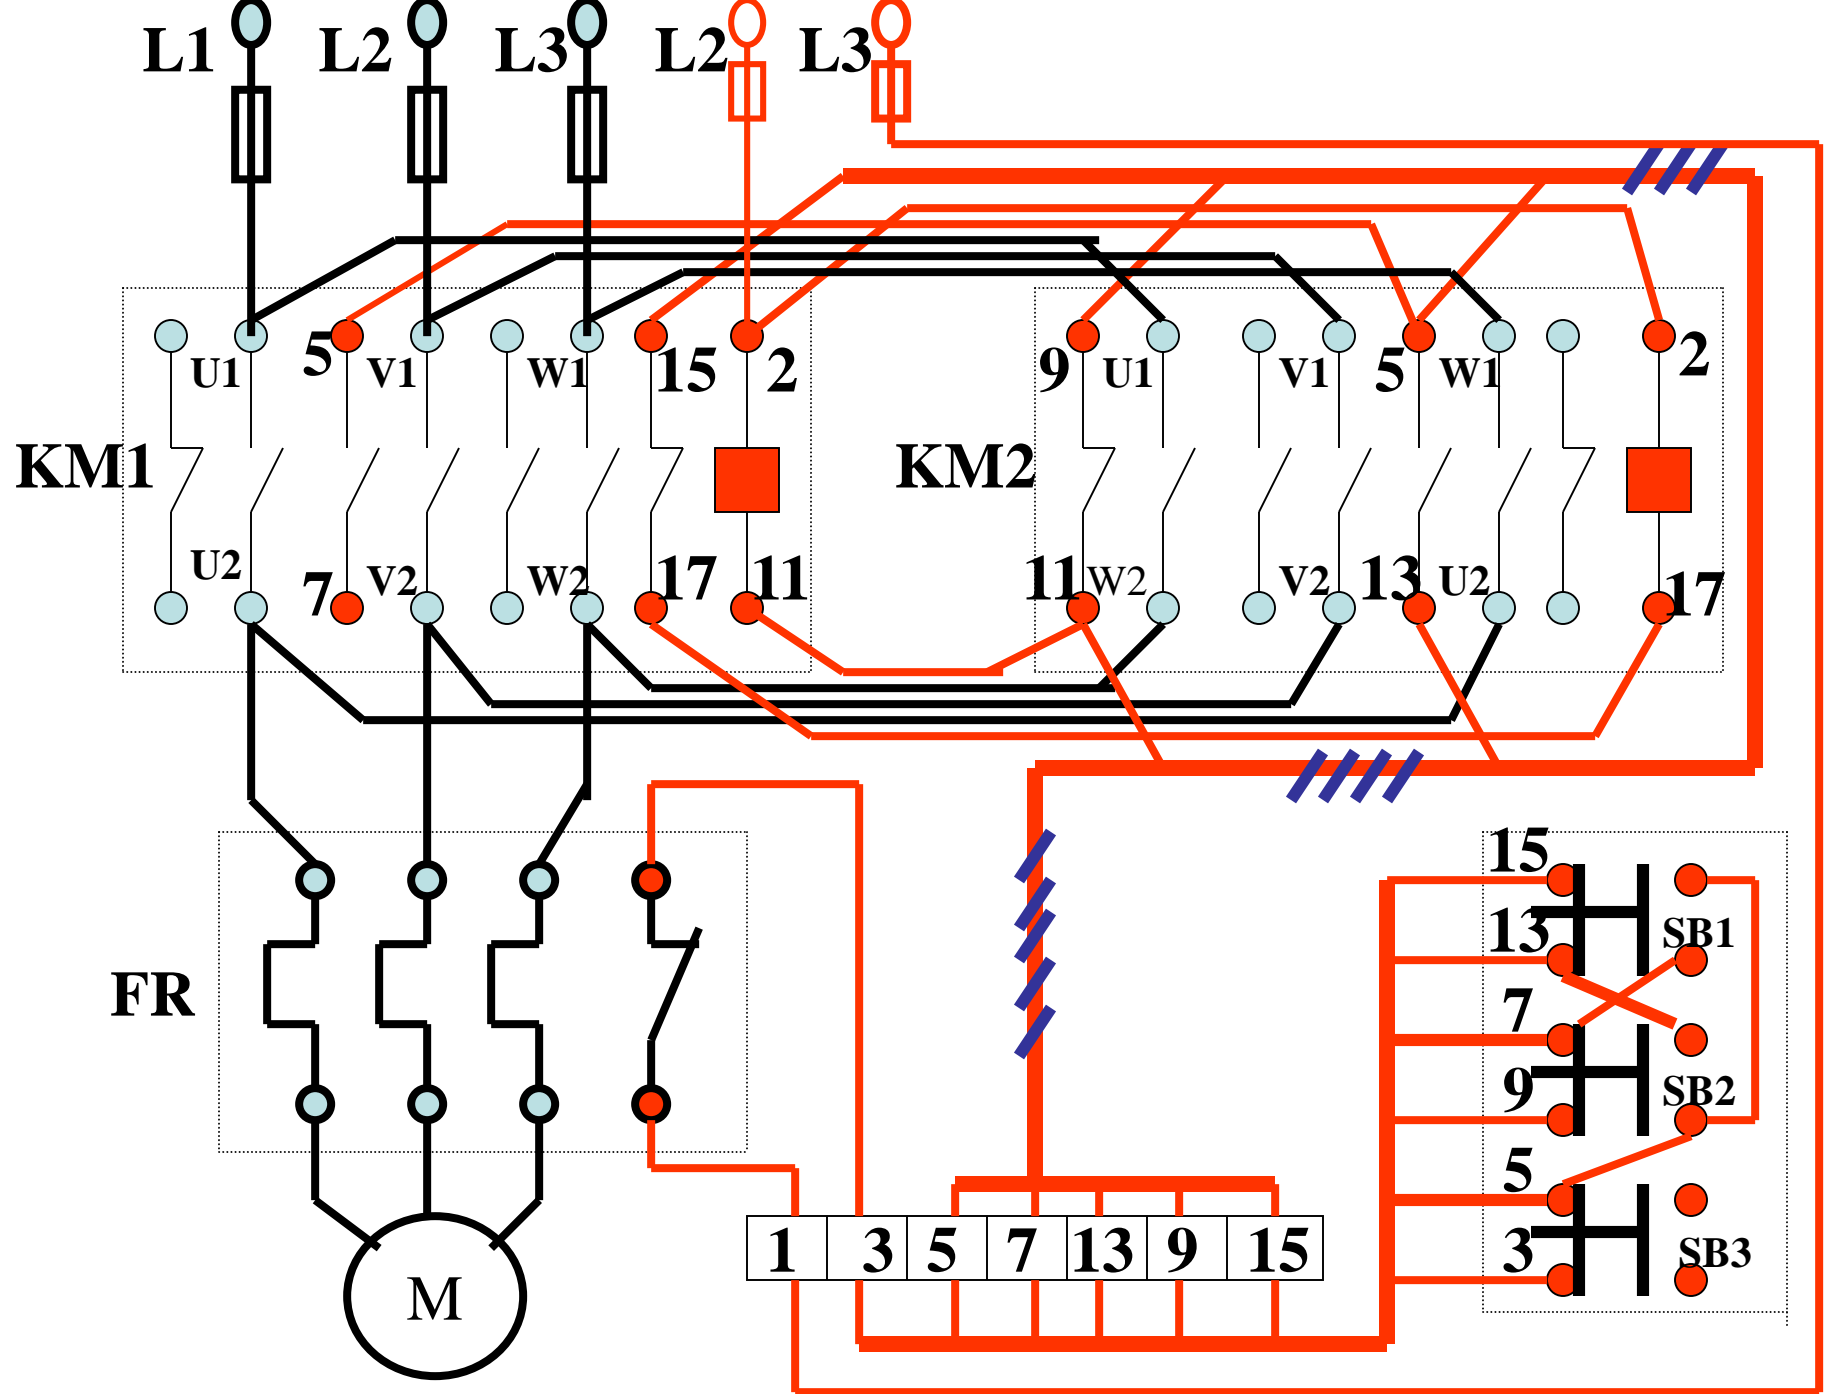 L1 L2 L3 L2 L3
U1 5 V1 W1 15 2 9 U1 V1 5 W1 2
KM1 KM2
U2 7 V2 W2 17 11 11 W2 V2 13 U2 17
15
13 SB1
FR 7
9 SB2
5
1 3 5 7 13 9 15 3 SB3
M